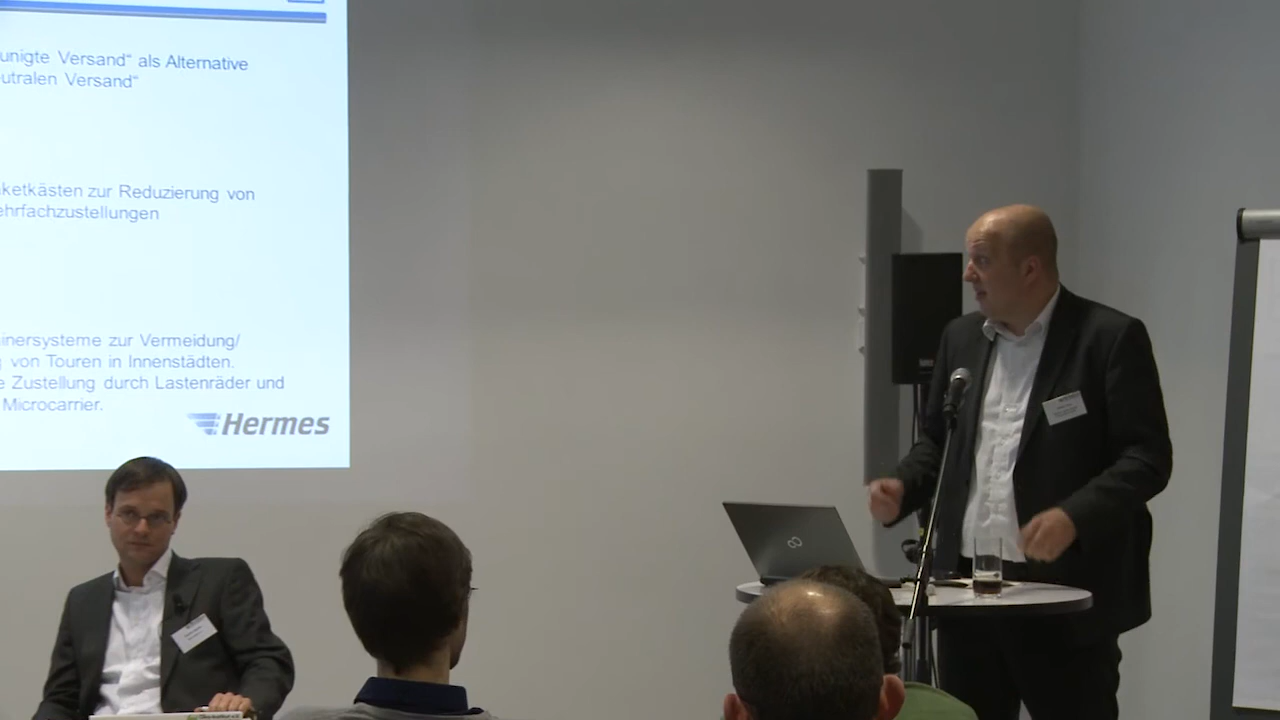 unigte Versand“ als Alternative
utralen Versand“
ketkästen zur Reduzierung von
ehrfachzustellungen
inersysteme zur Vermeidung/
von Touren in Innenstädten.
e Zustellung durch Lastenräder und
Microcarrier.
Hermes